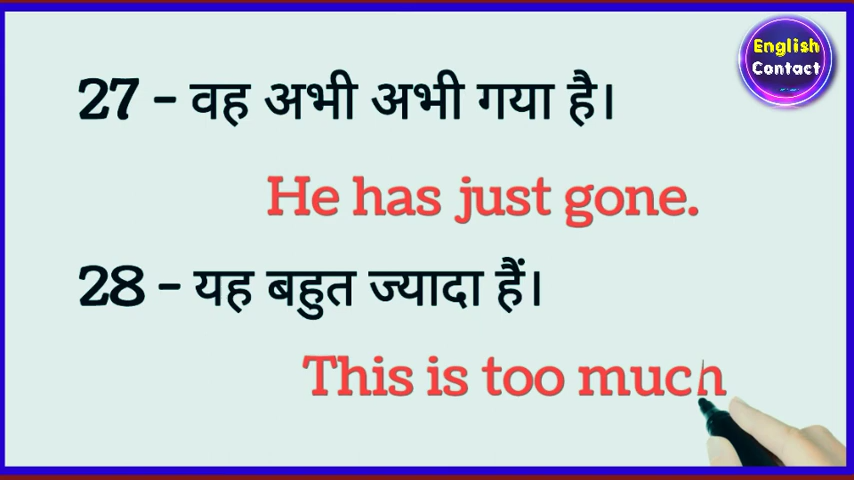 English
Contact
27 - वह अभी अभी गया है।
He has just gone.
28 - यह बहुत ज्यादा हैं।
This is too much